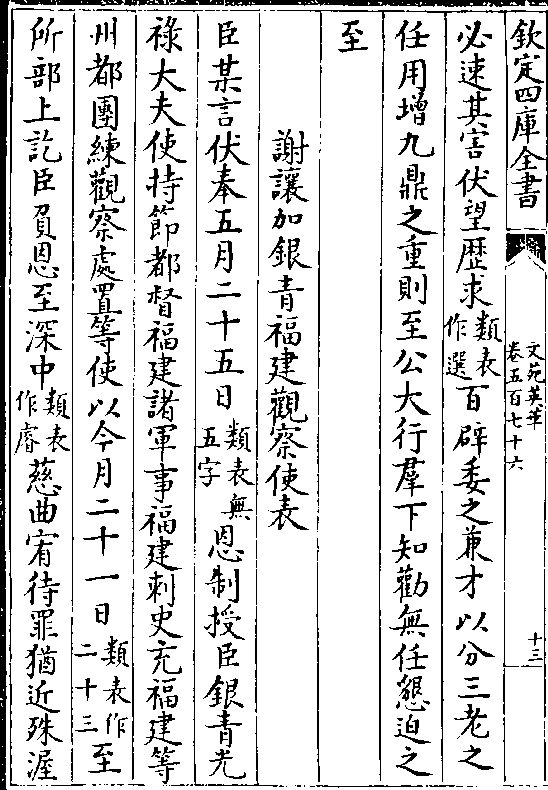 欽定四庫全書
文苑英華
卷五百七十六
十三
必速其害伏望歷求類表作選百辟委之兼才以分三老之
任用增九鼎之重則至公大行羣下知勸無任懇迫之
至
謝讓加銀青福建觀察使表
臣某言伏奉五月二十五日類表無五字恩制授臣銀青光
祿大夫使持節都督福建諸軍事福建刺史充福建等
州都團練觀察處置等使以今月二十一日類表作二十三至
所部上訖臣負恩至深中類表作睿慈曲宥待罪猶近殊渥